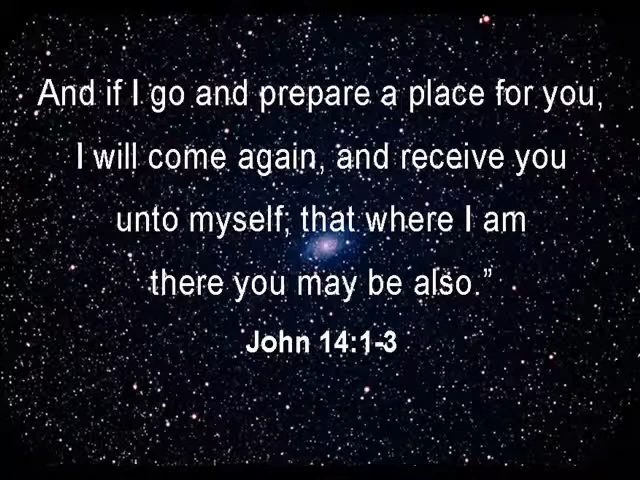 And if I go and prepare a place for you,
I will come again, and receive you
unto myself; that where I am
there you may be also.”
John 14:1-3